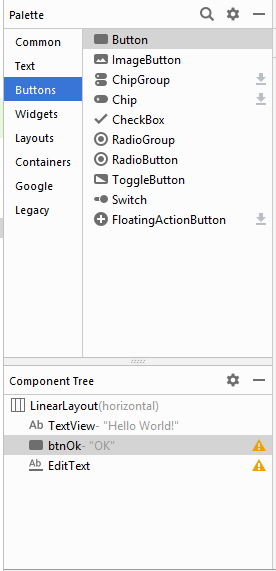 Palette
Common
Text
Buttons
Widgets
Layouts
Containers
Google
Legacy
Button
ImageButton
ChipGroup
Chip
CheckBox
RadioGroup
RadioButton
ToggleButton
Switch
FloatingActionButton
Component Tree
LinearLayout(horizontal)
Ab TextView- "Hello World!"
btnOk- "OK"
Ab EditText